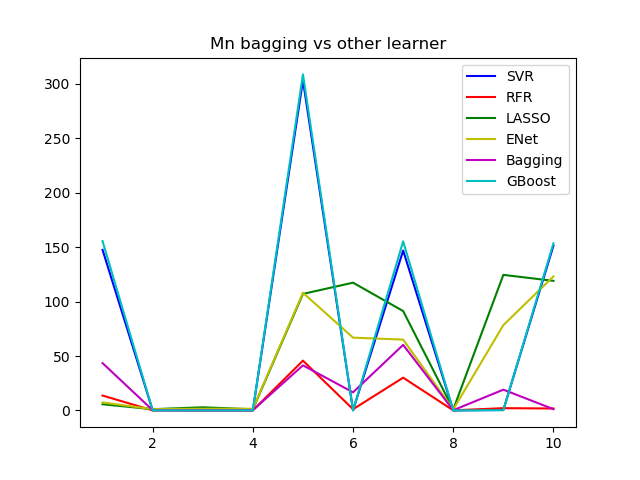 Mn bagging vs other learner
SVR
RFR
LASSO
ENet
Bagging
GBoost
300
250
200
150
100
50
0
2 4 6 8 10